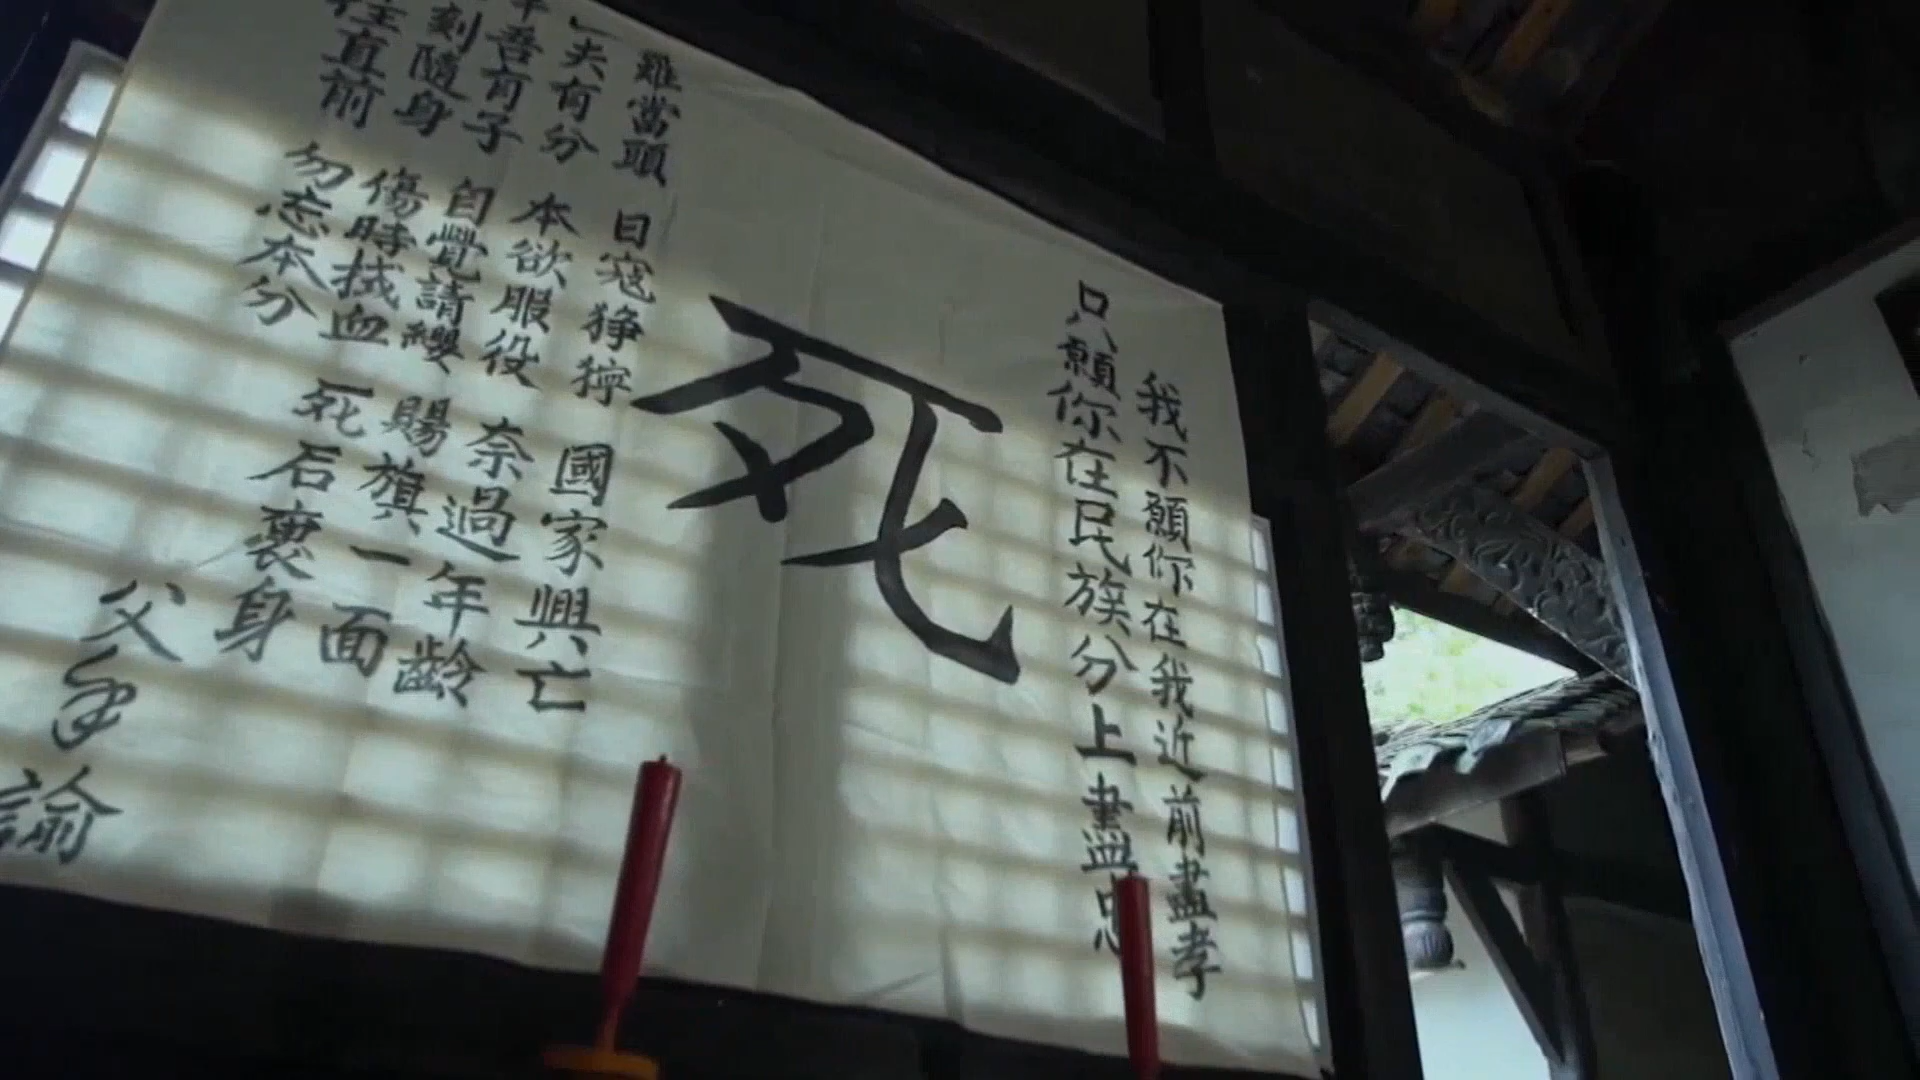 我不願你在我近前盡孝
只願你在民族分上盡忠
死
難當頭 日寇猙獰 國家興亡
夫有分 本欲服役 奈過年齡
吾有子 自覺請纓 賜旗一面
刻隨身 傷時拭血 死后裹身
往直前 勿忘本分
父手諭